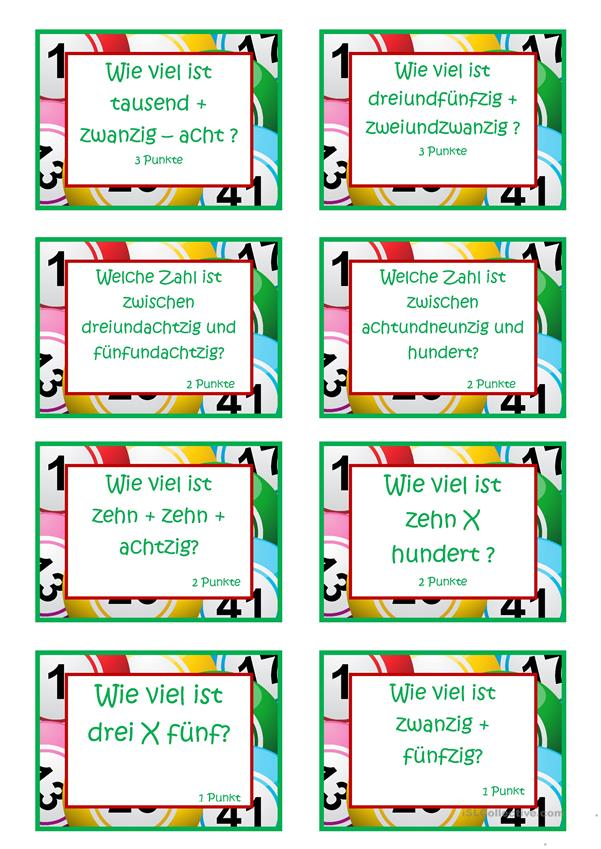 Wie viel ist
tausend +
zwanzig – acht ?
3 Punkte
Wie viel ist
dreiundfünfzig +
zweiundzwanzig ?
3 Punkte
Welche Zahl ist
zwischen
dreiundachtzig und
fünfundachtzig?
2 Punkte
Welche Zahl ist
zwischen
achtundneunzig und
hundert?
2 Punkte
Wie viel ist
zehn + zehn +
achtzig?
2 Punkte
Wie viel ist
zehn X
hundert ?
2 Punkte
Wie viel ist
drei X fünf?
1 Punkt
Wie viel ist
zwanzig +
fünfzig?
1 Punkt
iSLCollective.com